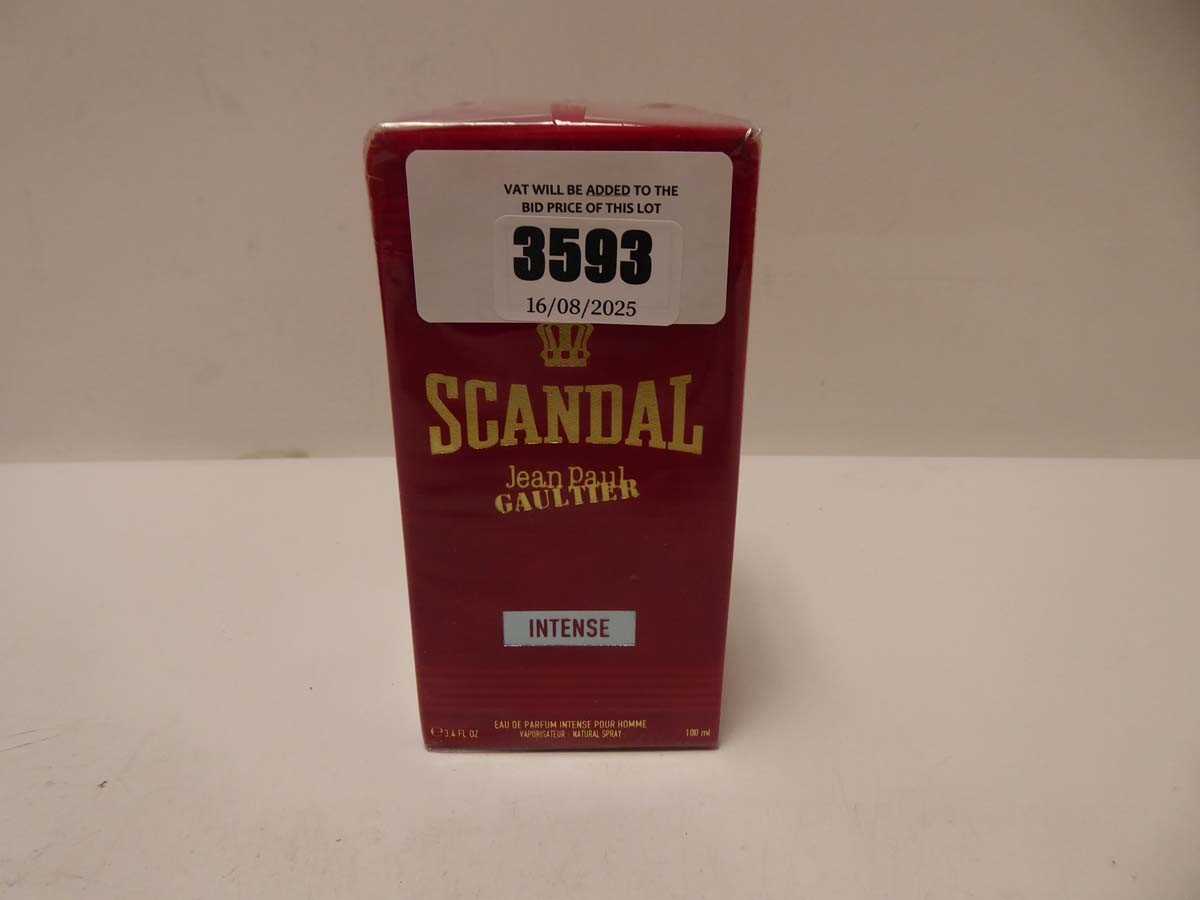 VAT WILL BE ADDED TO THE
BID PRICE OF THIS LOT
3593
16/08/2025
SCANDAL
Jean Paul
GAULTIER
INTENSE
EAU DE PARFUM INTENSE POUR HOMME
℮ 3.4 FL OZ VAPORISATEUR · NATURAL SPRAY 100 ml